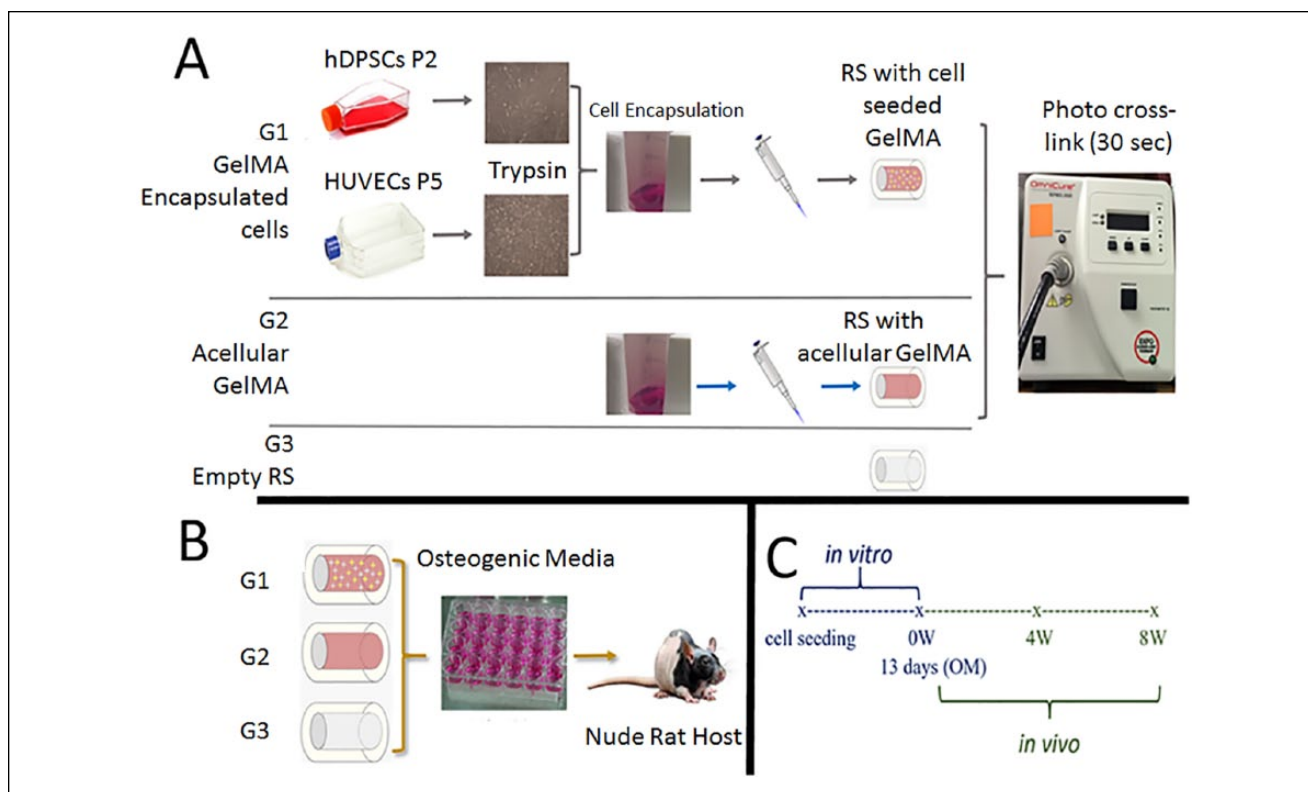 A
hDPSCs P2
G1
GelMA
Encapsulated
cells
HUVECs P5
Trypsin
Cell Encapsulation
RS with cell
seeded
GelMA
Photo cross-
link (30 sec)
OmniCure
G2
Acellular
GelMA
RS with
acellular GelMA
G3
Empty RS
B
G1
G2
G3
Osteogenic Media
Nude Rat Host
C
in vitro
x--------------x--------------x--------------x
cell seeding
0W
4W
8W
13 days (OM)
in vivo